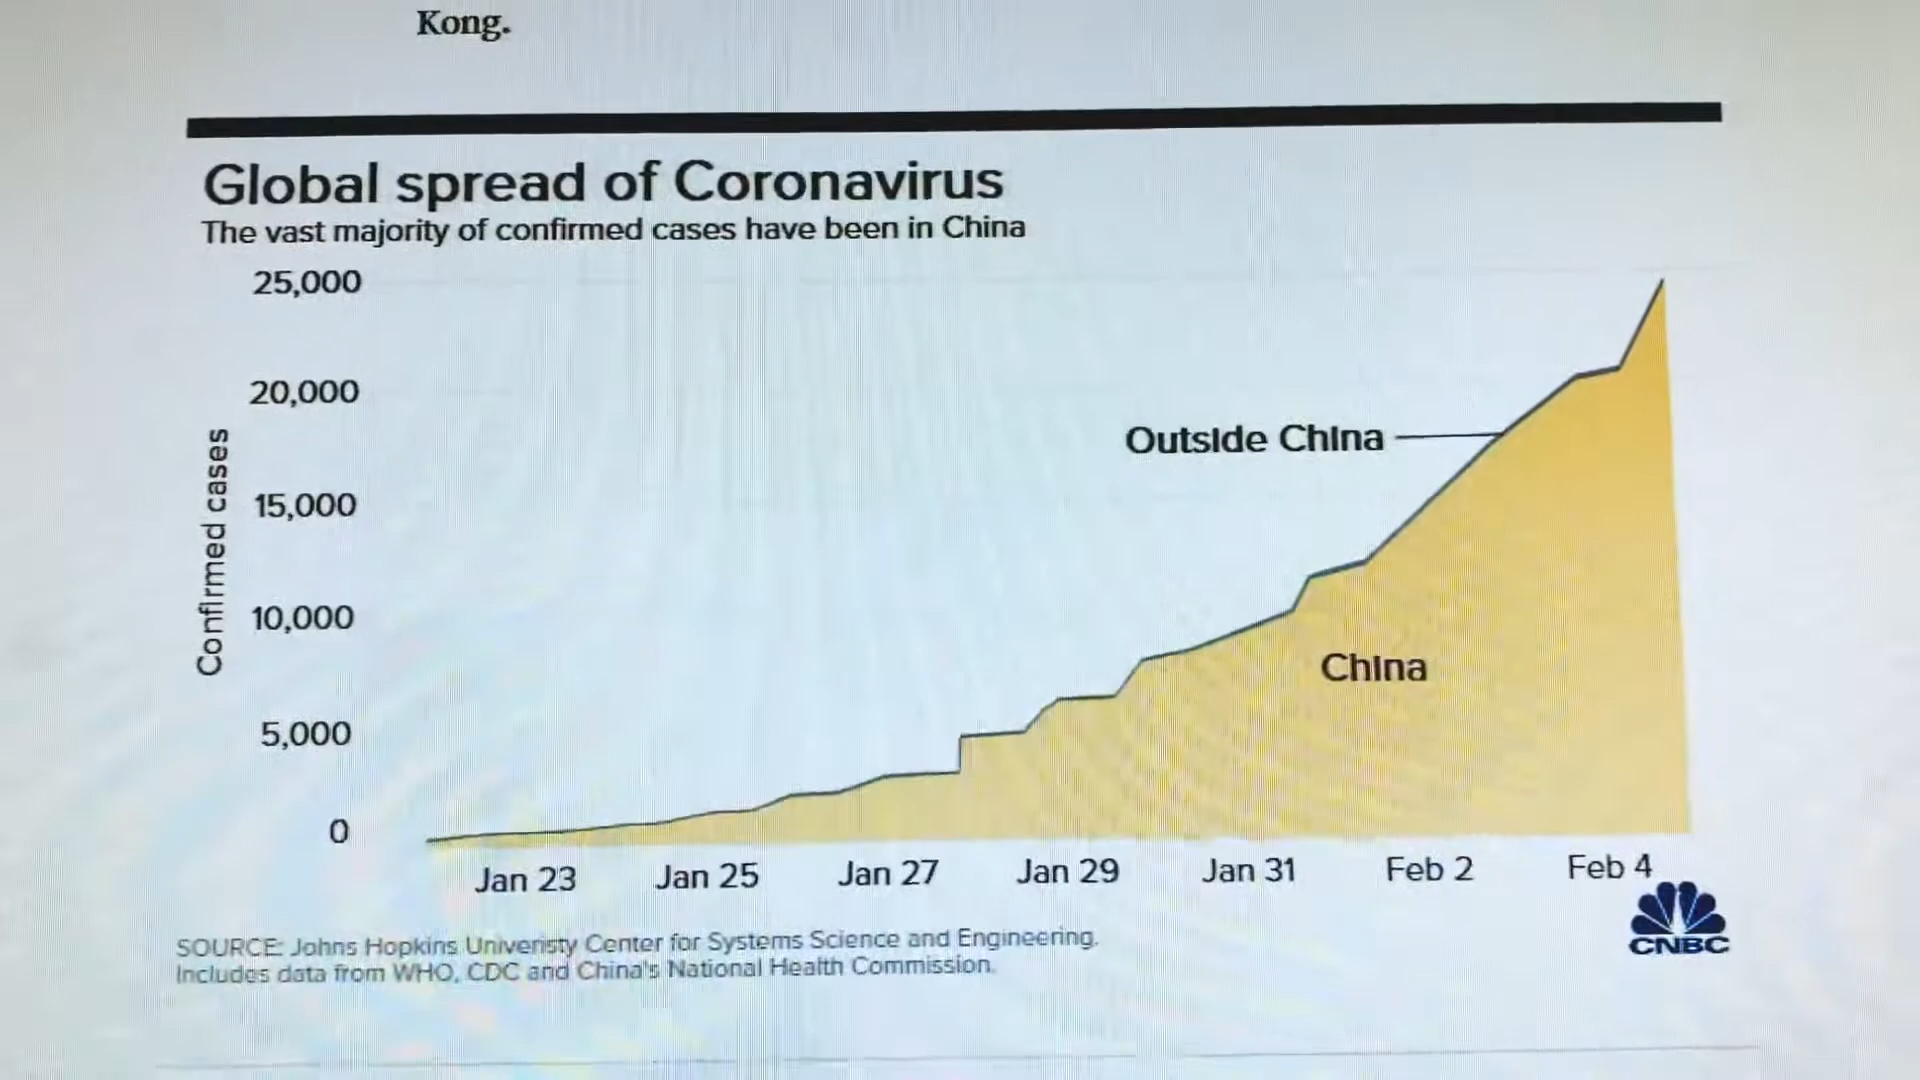 Kong.
Global spread of Coronavirus
The vast majority of confirmed cases have been in China
25,000
20,000
15,000
10,000
5,000
0
Confirmed cases
Outside China
China
Jan 23 Jan 25 Jan 27 Jan 29 Jan 31 Feb 2 Feb 4
CNBC
SOURCE: Johns Hopkins Univeristy Center for Systems Science and Engineering.
Includes data from WHO, CDC and China's National Health Commission.